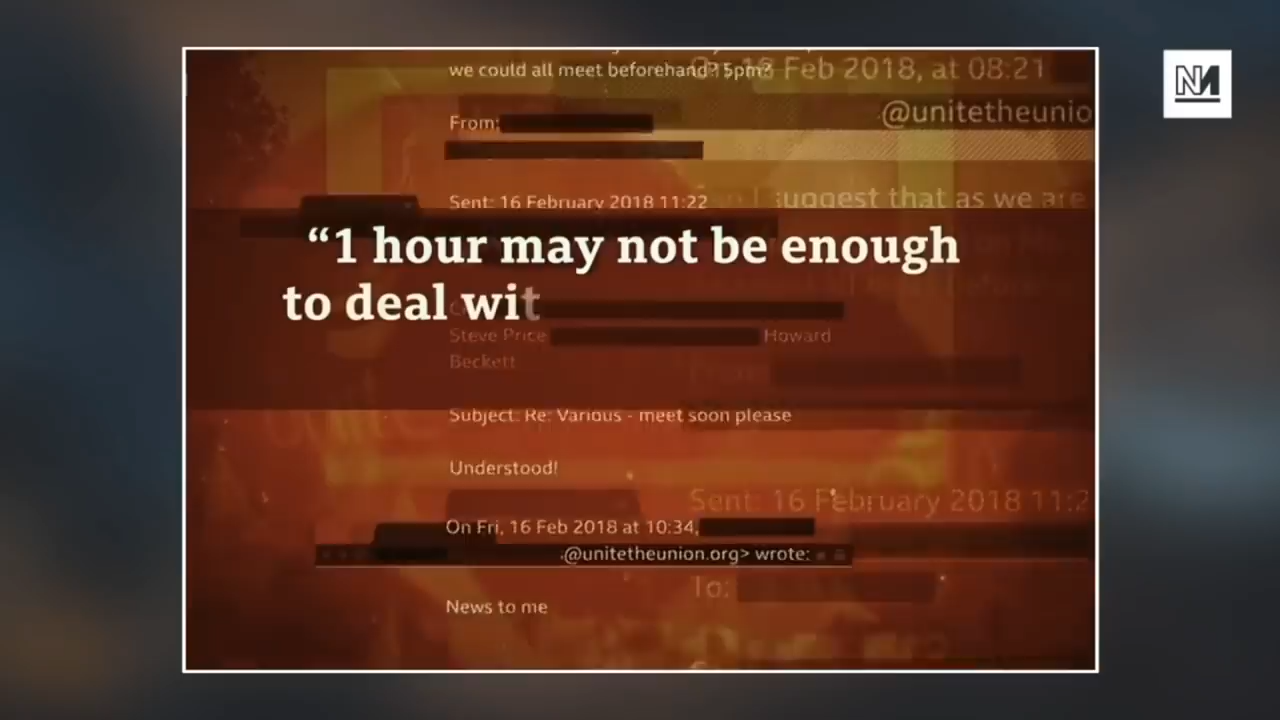 we could all meet beforehand? 5pm?
18 Feb 2018, at 08:21
From:
@unitetheunio
Sent: 16 February 2018 11:22
suggest that as we are
“1 hour may not be enough
to deal wit
Steve Price Howard
Beckett
Subject: Re: Various - meet soon please
Understood!
Sent: 16 February 2018 11:2
On Fri, 16 Feb 2018 at 10:34,
@unitetheunion.org> wrote:
To:
News to me